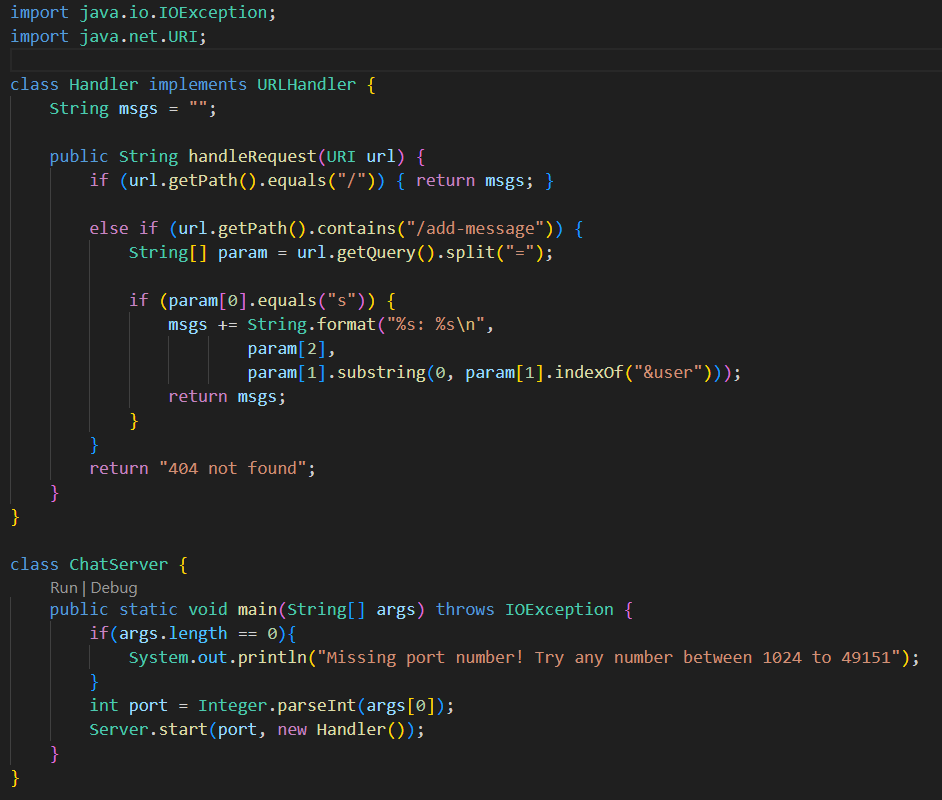 import java.io.IOException;
import java.net.URI;

class Handler implements URLHandler {
    String msgs = "";

    public String handleRequest(URI url) {
        if (url.getPath().equals("/")) { return msgs; }

        else if (url.getPath().contains("/add-message")) {
            String[] param = url.getQuery().split("=");

            if (param[0].equals("s")) {
                msgs += String.format("%s: %s\n",
                        param[2],
                        param[1].substring(0, param[1].indexOf("&user")));
                return msgs;
            }
        }
        return "404 not found";
    }
}

class ChatServer {
    Run | Debug
    public static void main(String[] args) throws IOException {
        if(args.length == 0){
            System.out.println("Missing port number! Try any number between 1024 to 49151");
        }
        int port = Integer.parseInt(args[0]);
        Server.start(port, new Handler());
    }
}